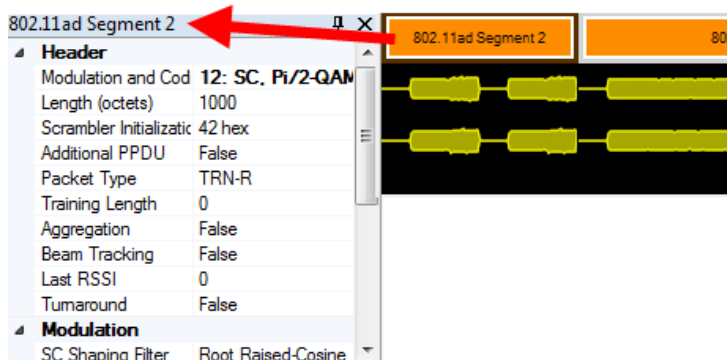 802.11ad Segment 2
802.11ad Segment 2
80
Header
Modulation and Cod 12: SC, Pi/2-QAM
Length (octets) 1000
Scrambler Initializatic 42 hex
Additional PPDU False
Packet Type TRN-R
Training Length 0
Aggregation False
Beam Tracking False
Last RSSI 0
Turnaround False
Modulation
SC Shaping Filter Root Raised-Cosine